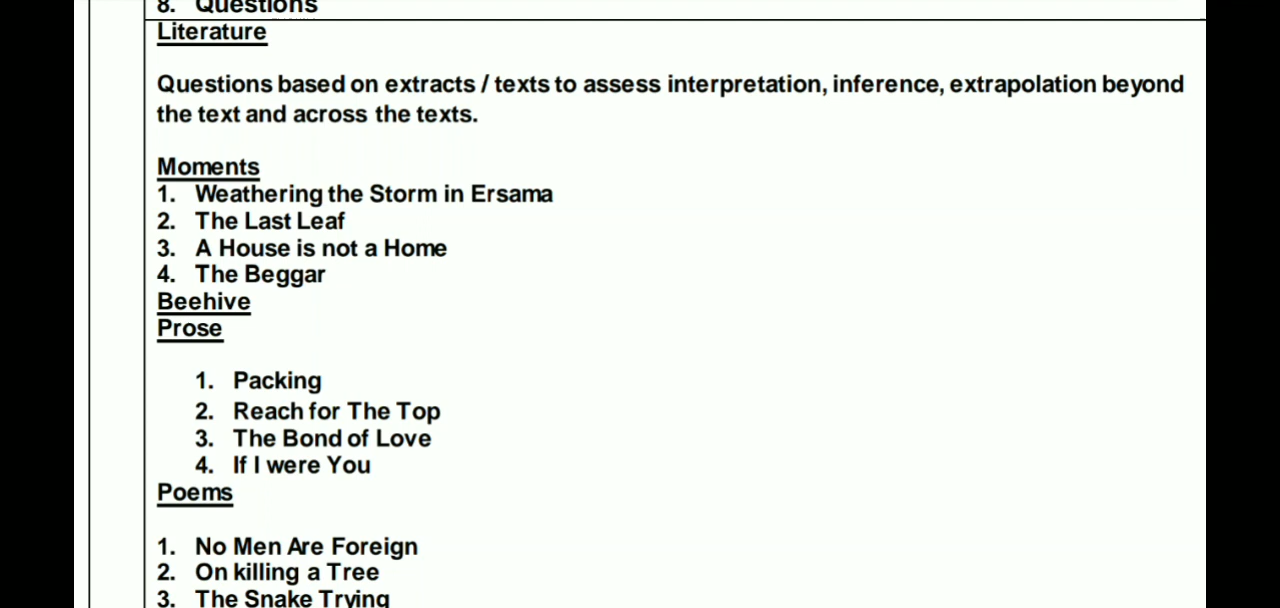 8. Questions
Literature
Questions based on extracts / texts to assess interpretation, inference, extrapolation beyond
the text and across the texts.
Moments
1. Weathering the Storm in Ersama
2. The Last Leaf
3. A House is not a Home
4. The Beggar
Beehive
Prose
1. Packing
2. Reach for The Top
3. The Bond of Love
4. If I were You
Poems
1. No Men Are Foreign
2. On killing a Tree
3. The Snake Trying